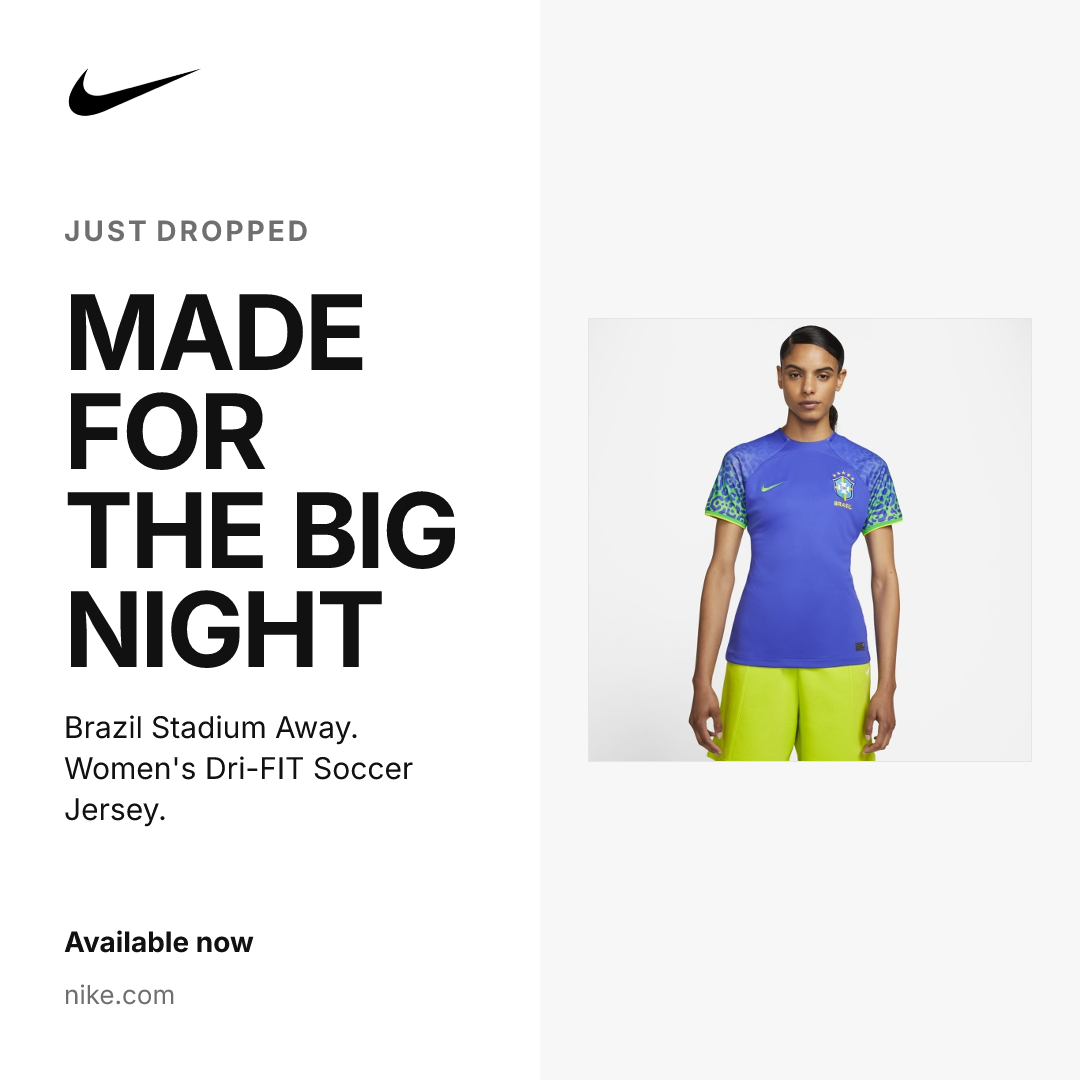 JUST DROPPED
MADE
FOR
THE BIG
NIGHT
Brazil Stadium Away.
Women's Dri-FIT Soccer
Jersey.
Available now
nike.com
BRASIL